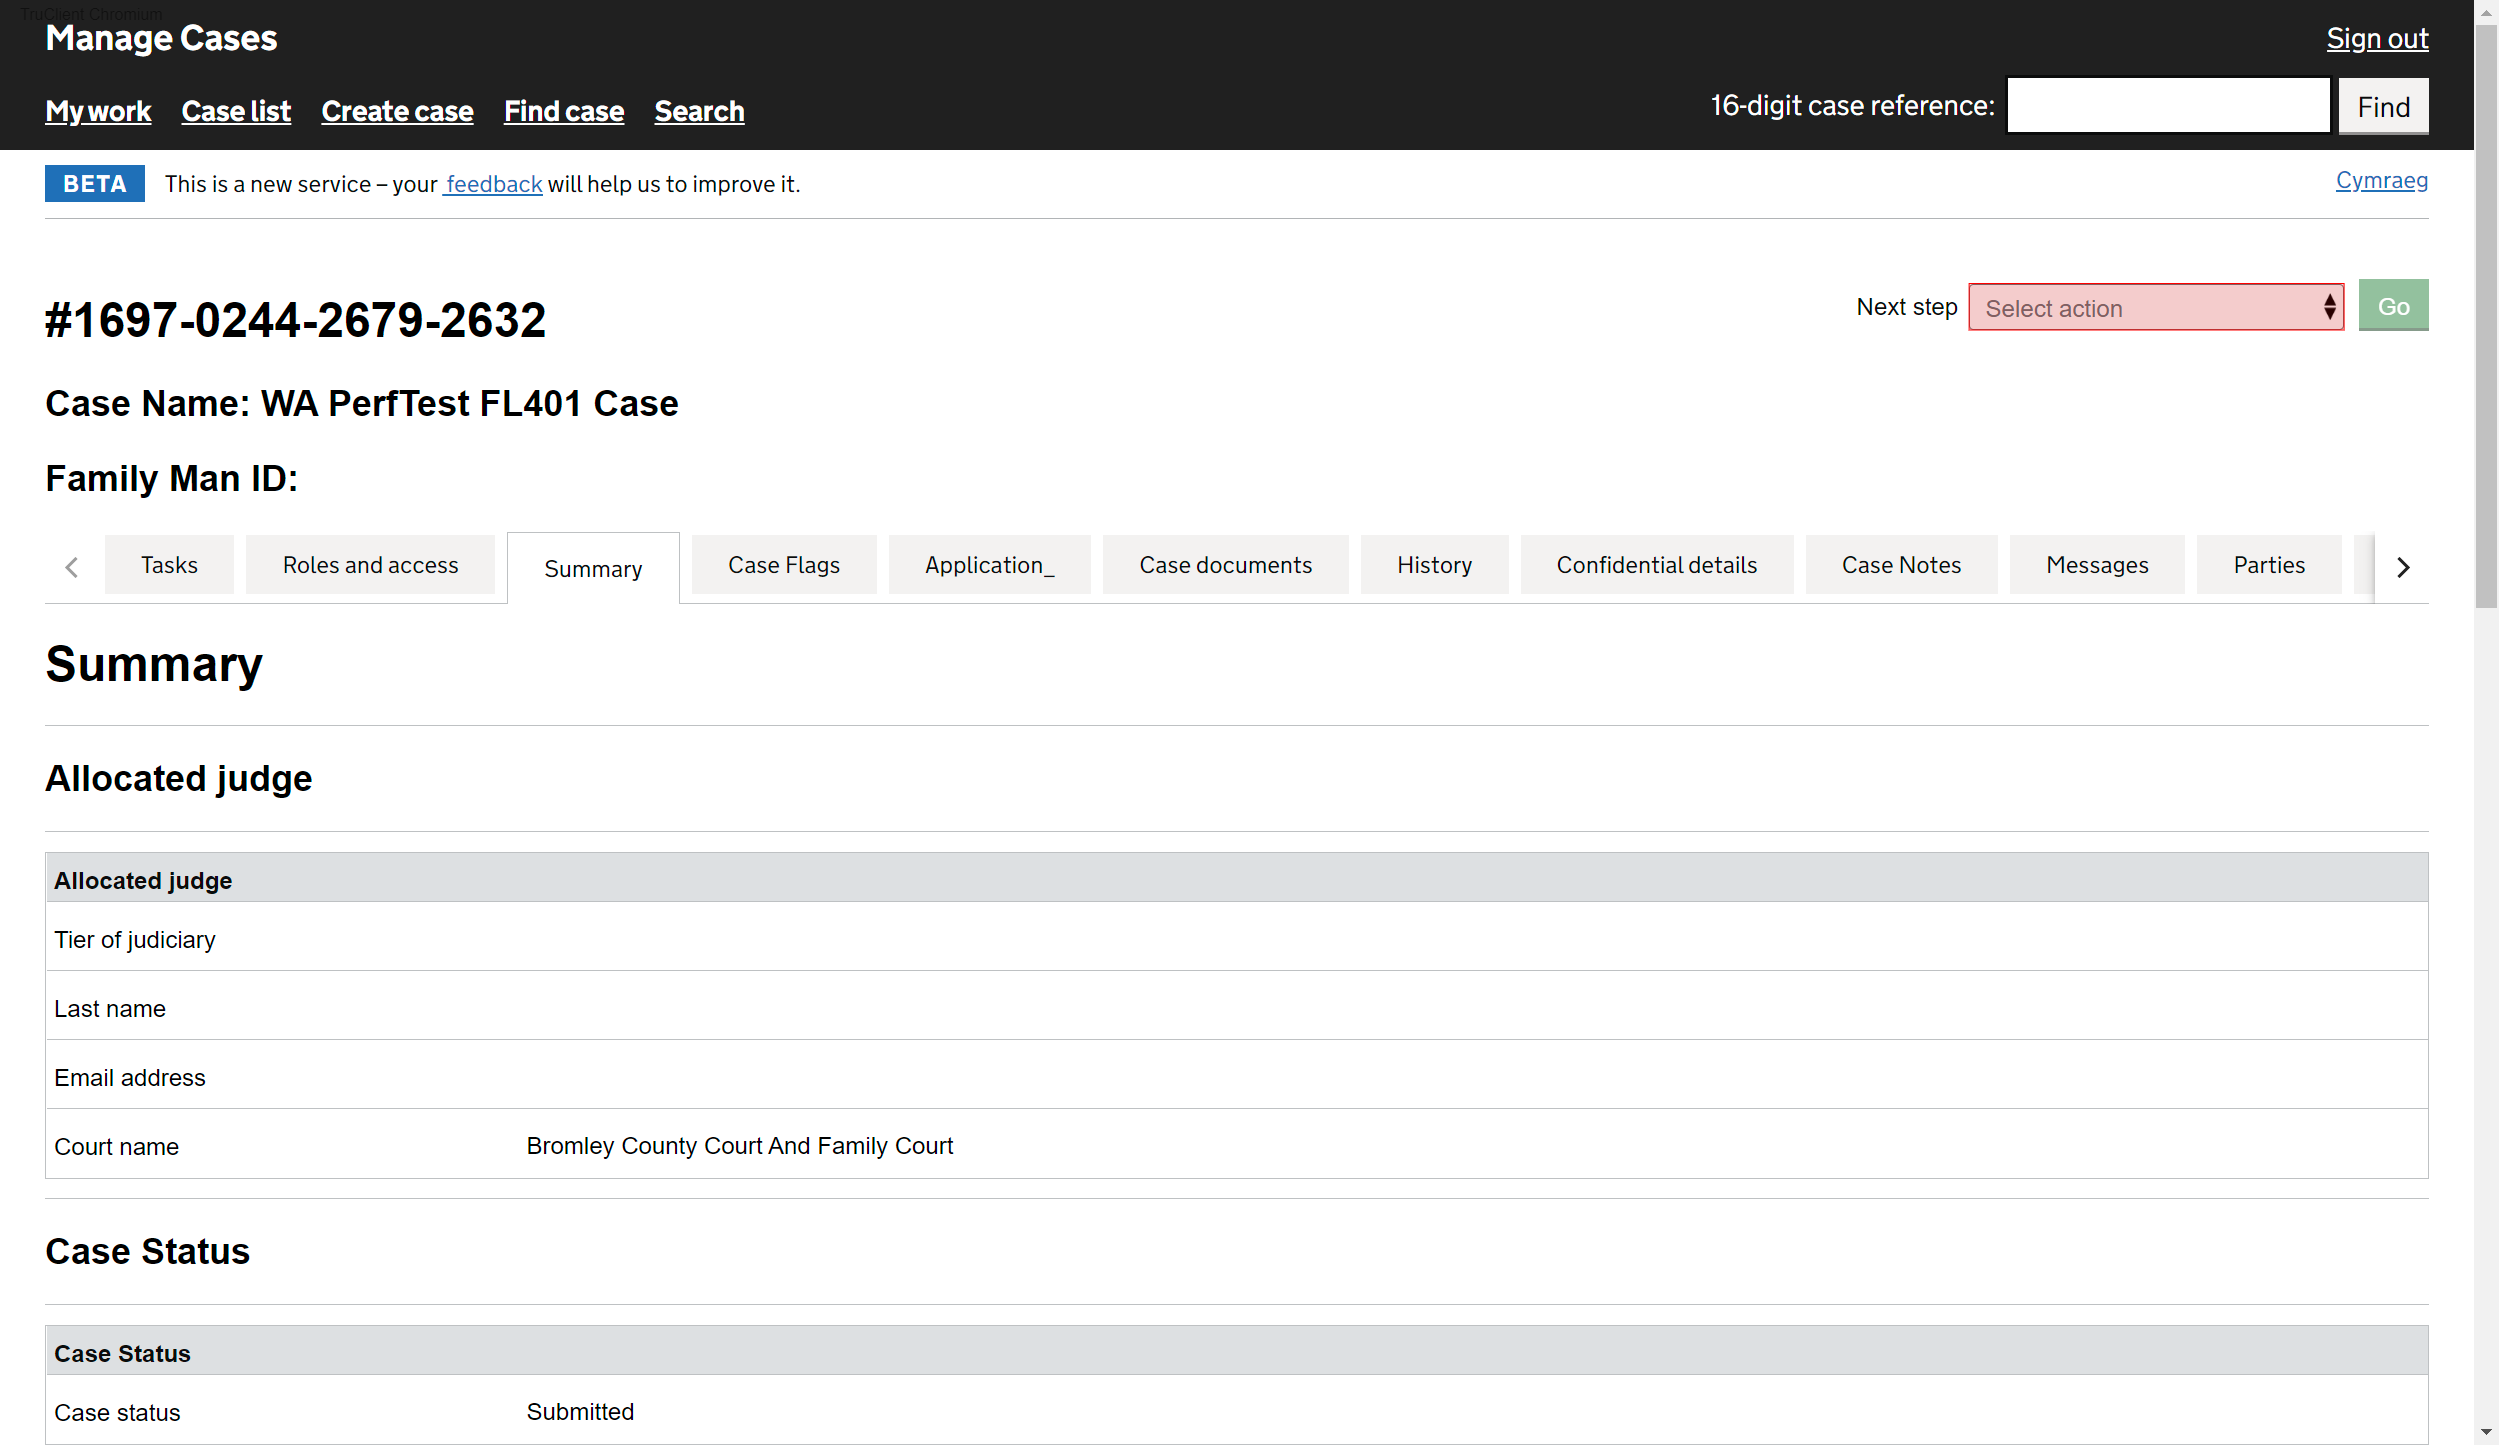 TruClient Chromium
Manage Cases
Sign out
My work Case list Create case Find case Search
16-digit case reference: Find
BETA This is a new service – your feedback will help us to improve it.
Cymraeg
#1697-0244-2679-2632
Next step Select action Go
Case Name: WA PerfTest FL401 Case
Family Man ID:
Tasks Roles and access Summary Case Flags Application_ Case documents History Confidential details Case Notes Messages Parties
Summary
Allocated judge
Allocated judge
Tier of judiciary
Last name
Email address
Court name Bromley County Court And Family Court
Case Status
Case Status
Case status Submitted